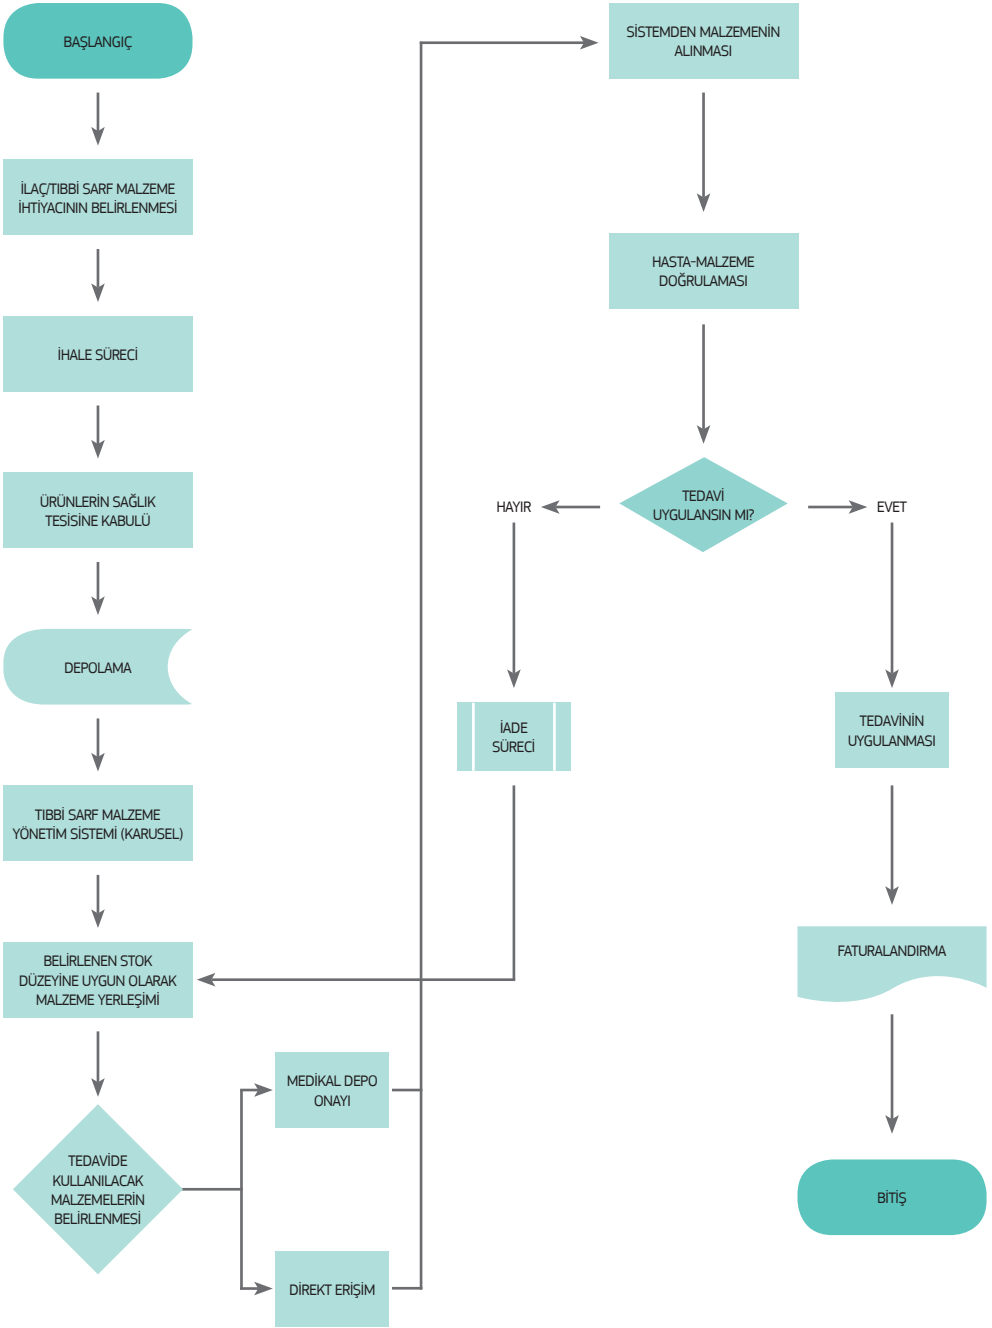 BAŞLANGIÇ
İLAÇ/TIBBİ SARF MALZEME
İHTİYACININ BELİRLENMESİ
İHALE SÜRECİ
ÜRÜNLERİN SAĞLIK
TESİSİNE KABULÜ
DEPOLAMA
TIBBİ SARF MALZEME
YÖNETİM SİSTEMİ (KARUSEL)
BELİRLENEN STOK
DÜZEYİNE UYGUN OLARAK
MALZEME YERLEŞİMİ
TEDAVİDE
KULLANILACAK
MALZEMELERİN
BELİRLENMESİ
MEDİKAL DEPO
ONAYI
DİREKT ERİŞİM
SİSTEMDEN MALZEMENİN
ALINMASI
HASTA-MALZEME
DOĞRULAMASI
TEDAVİ
UYGULANSIN MI?
HAYIR
EVET
İADE
SÜRECİ
TEDAVİNİN
UYGULANMASI
FATURALANDIRMA
BİTİŞ